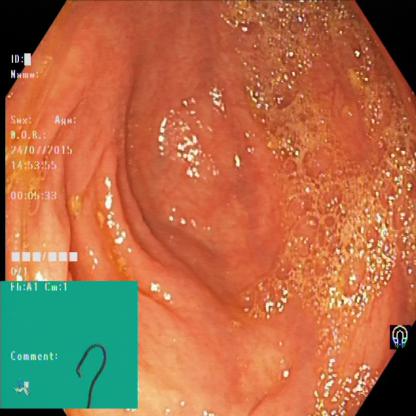 ID:
Name:
Sex: Age:
D.O.B.:
24/07/2015
14:53:55
00:05:33
0/1
Eh:A1 Cm:1
Comment: